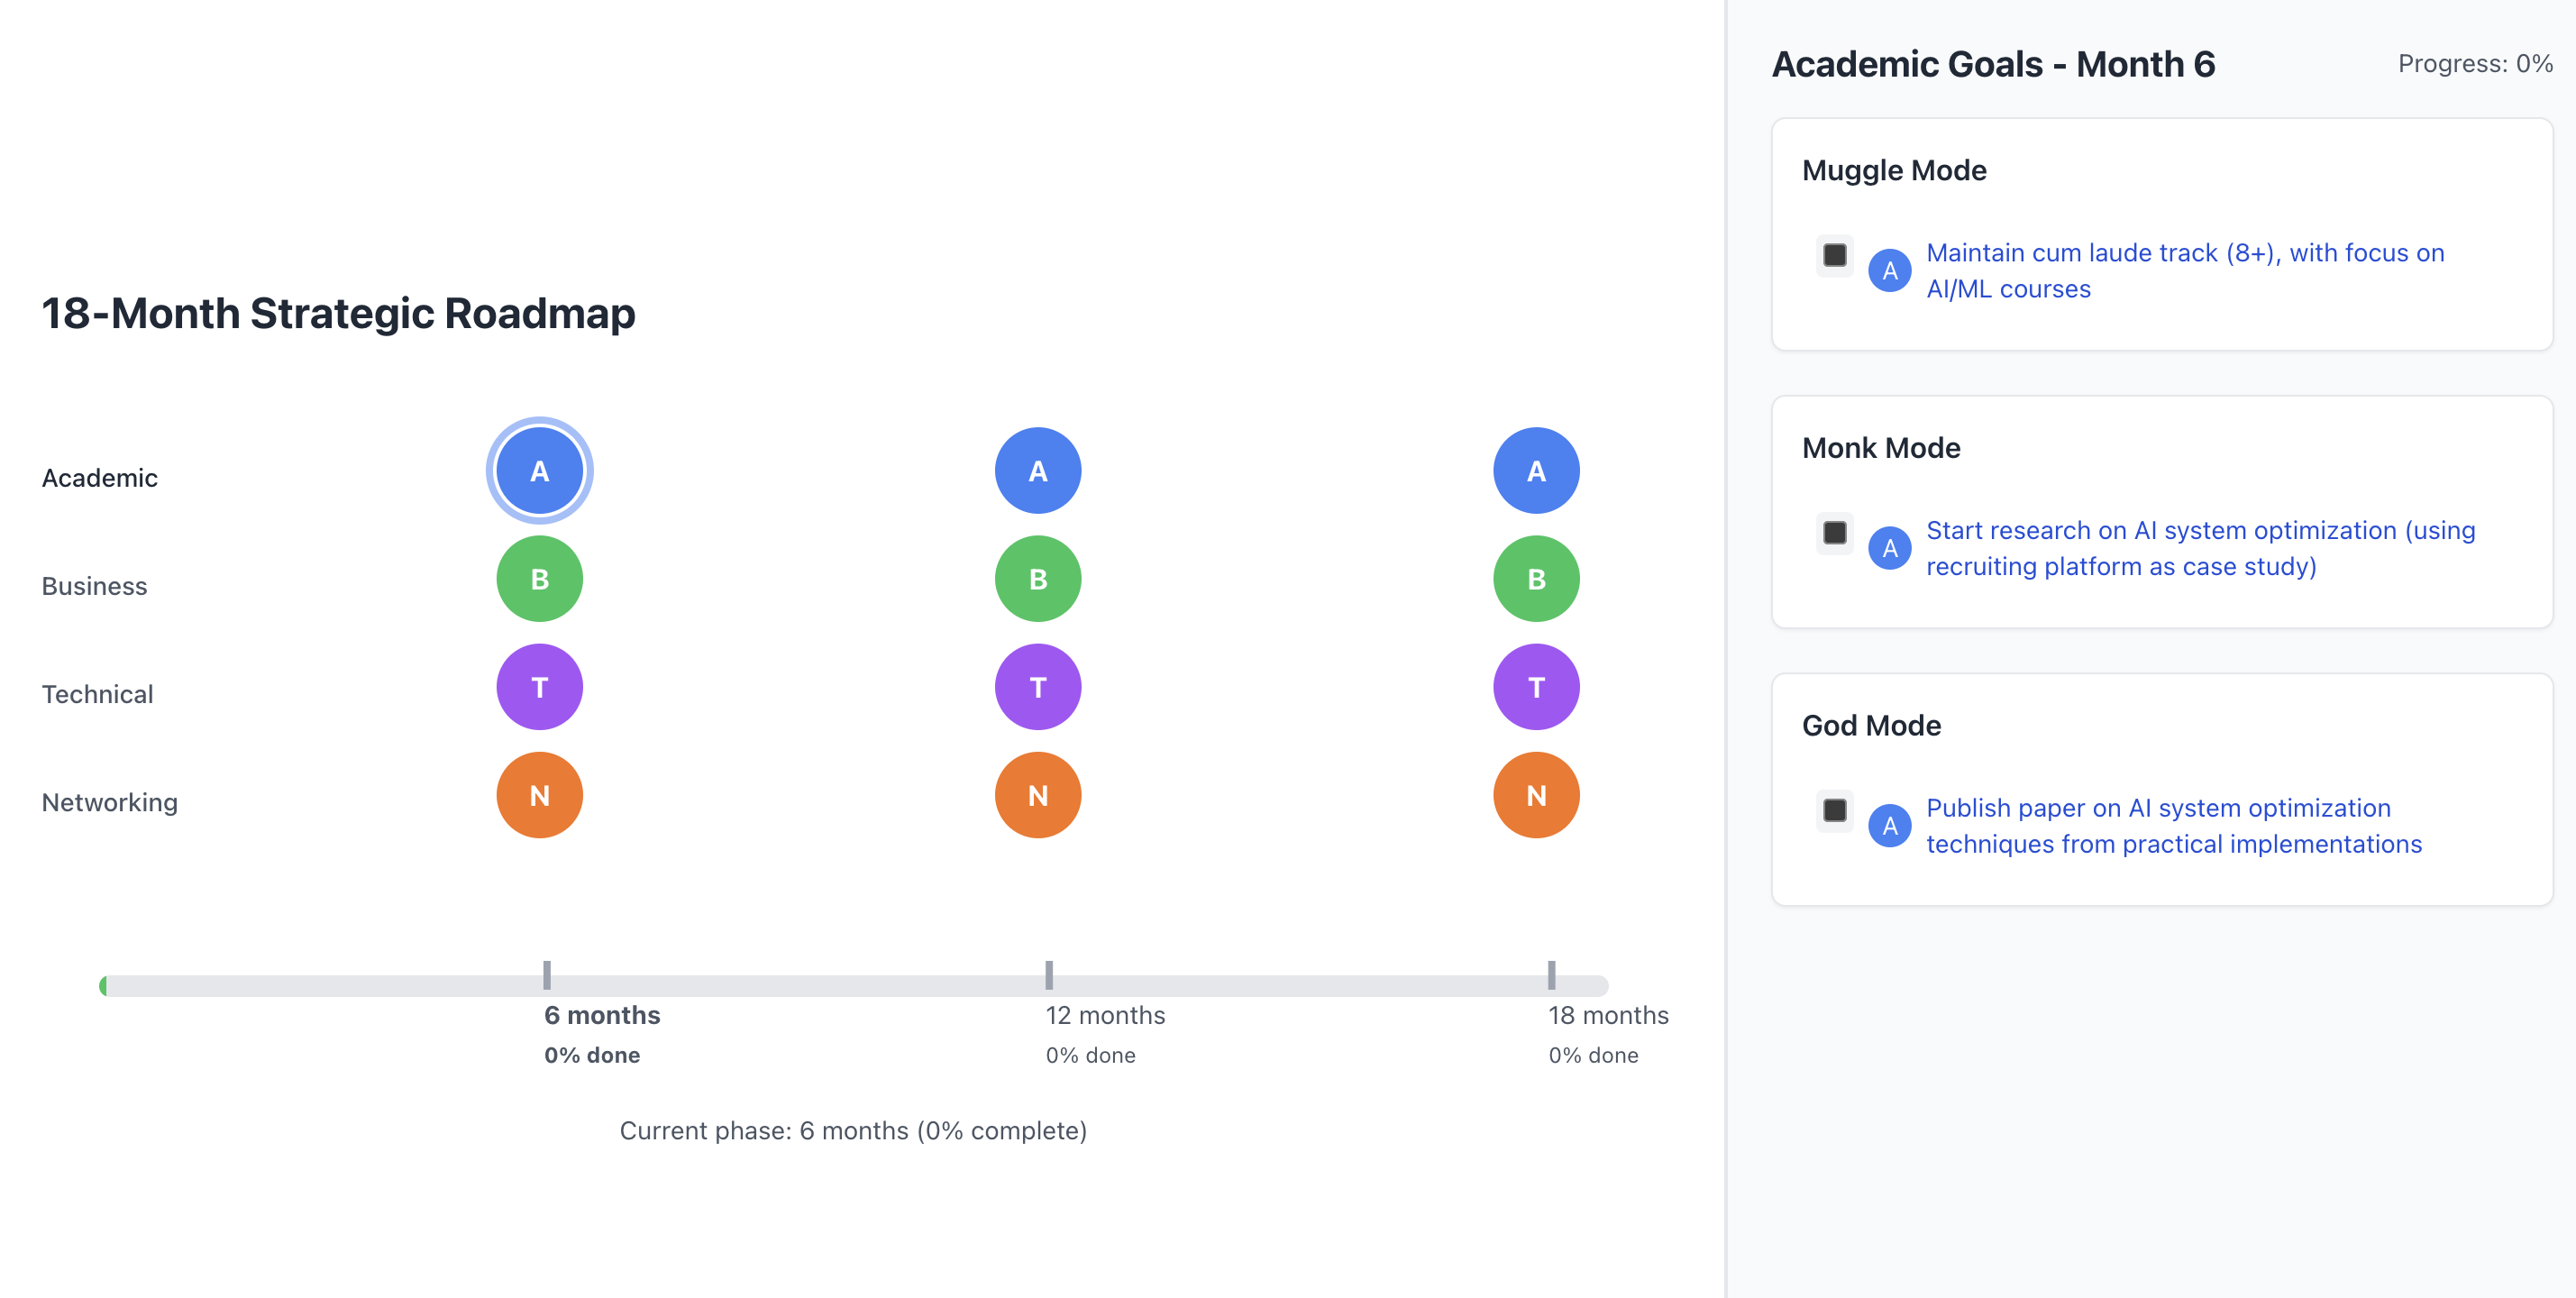 18-Month Strategic Roadmap
Academic
A
A
A
Business
B
B
B
Technical
T
T
T
Networking
N
N
N
6 months
12 months
18 months
0% done
0% done
0% done
Current phase: 6 months (0% complete)
Academic Goals - Month 6
Progress: 0%
Muggle Mode
A
Maintain cum laude track (8+), with focus on
AI/ML courses
Monk Mode
A
Start research on AI system optimization (using
recruiting platform as case study)
God Mode
A
Publish paper on AI system optimization
techniques from practical implementations